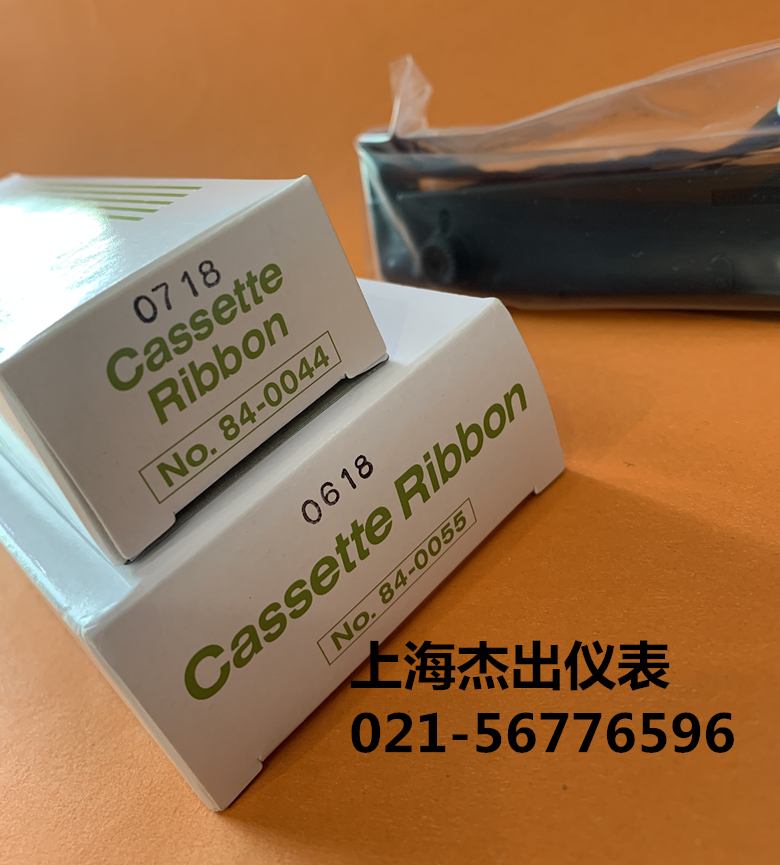 0718
Cassette
Ribbon
No. 84-0044
0618
Cassette Ribbon
No. 84-0055
上海杰出仪表
021-56776596